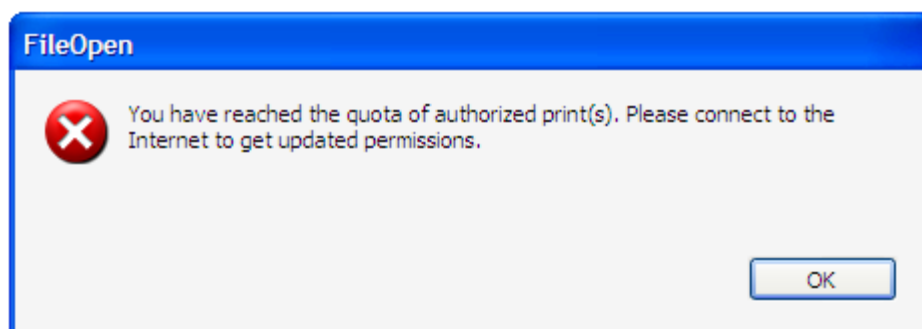 FileOpen
You have reached the quota of authorized print(s). Please connect to the
Internet to get updated permissions.
OK